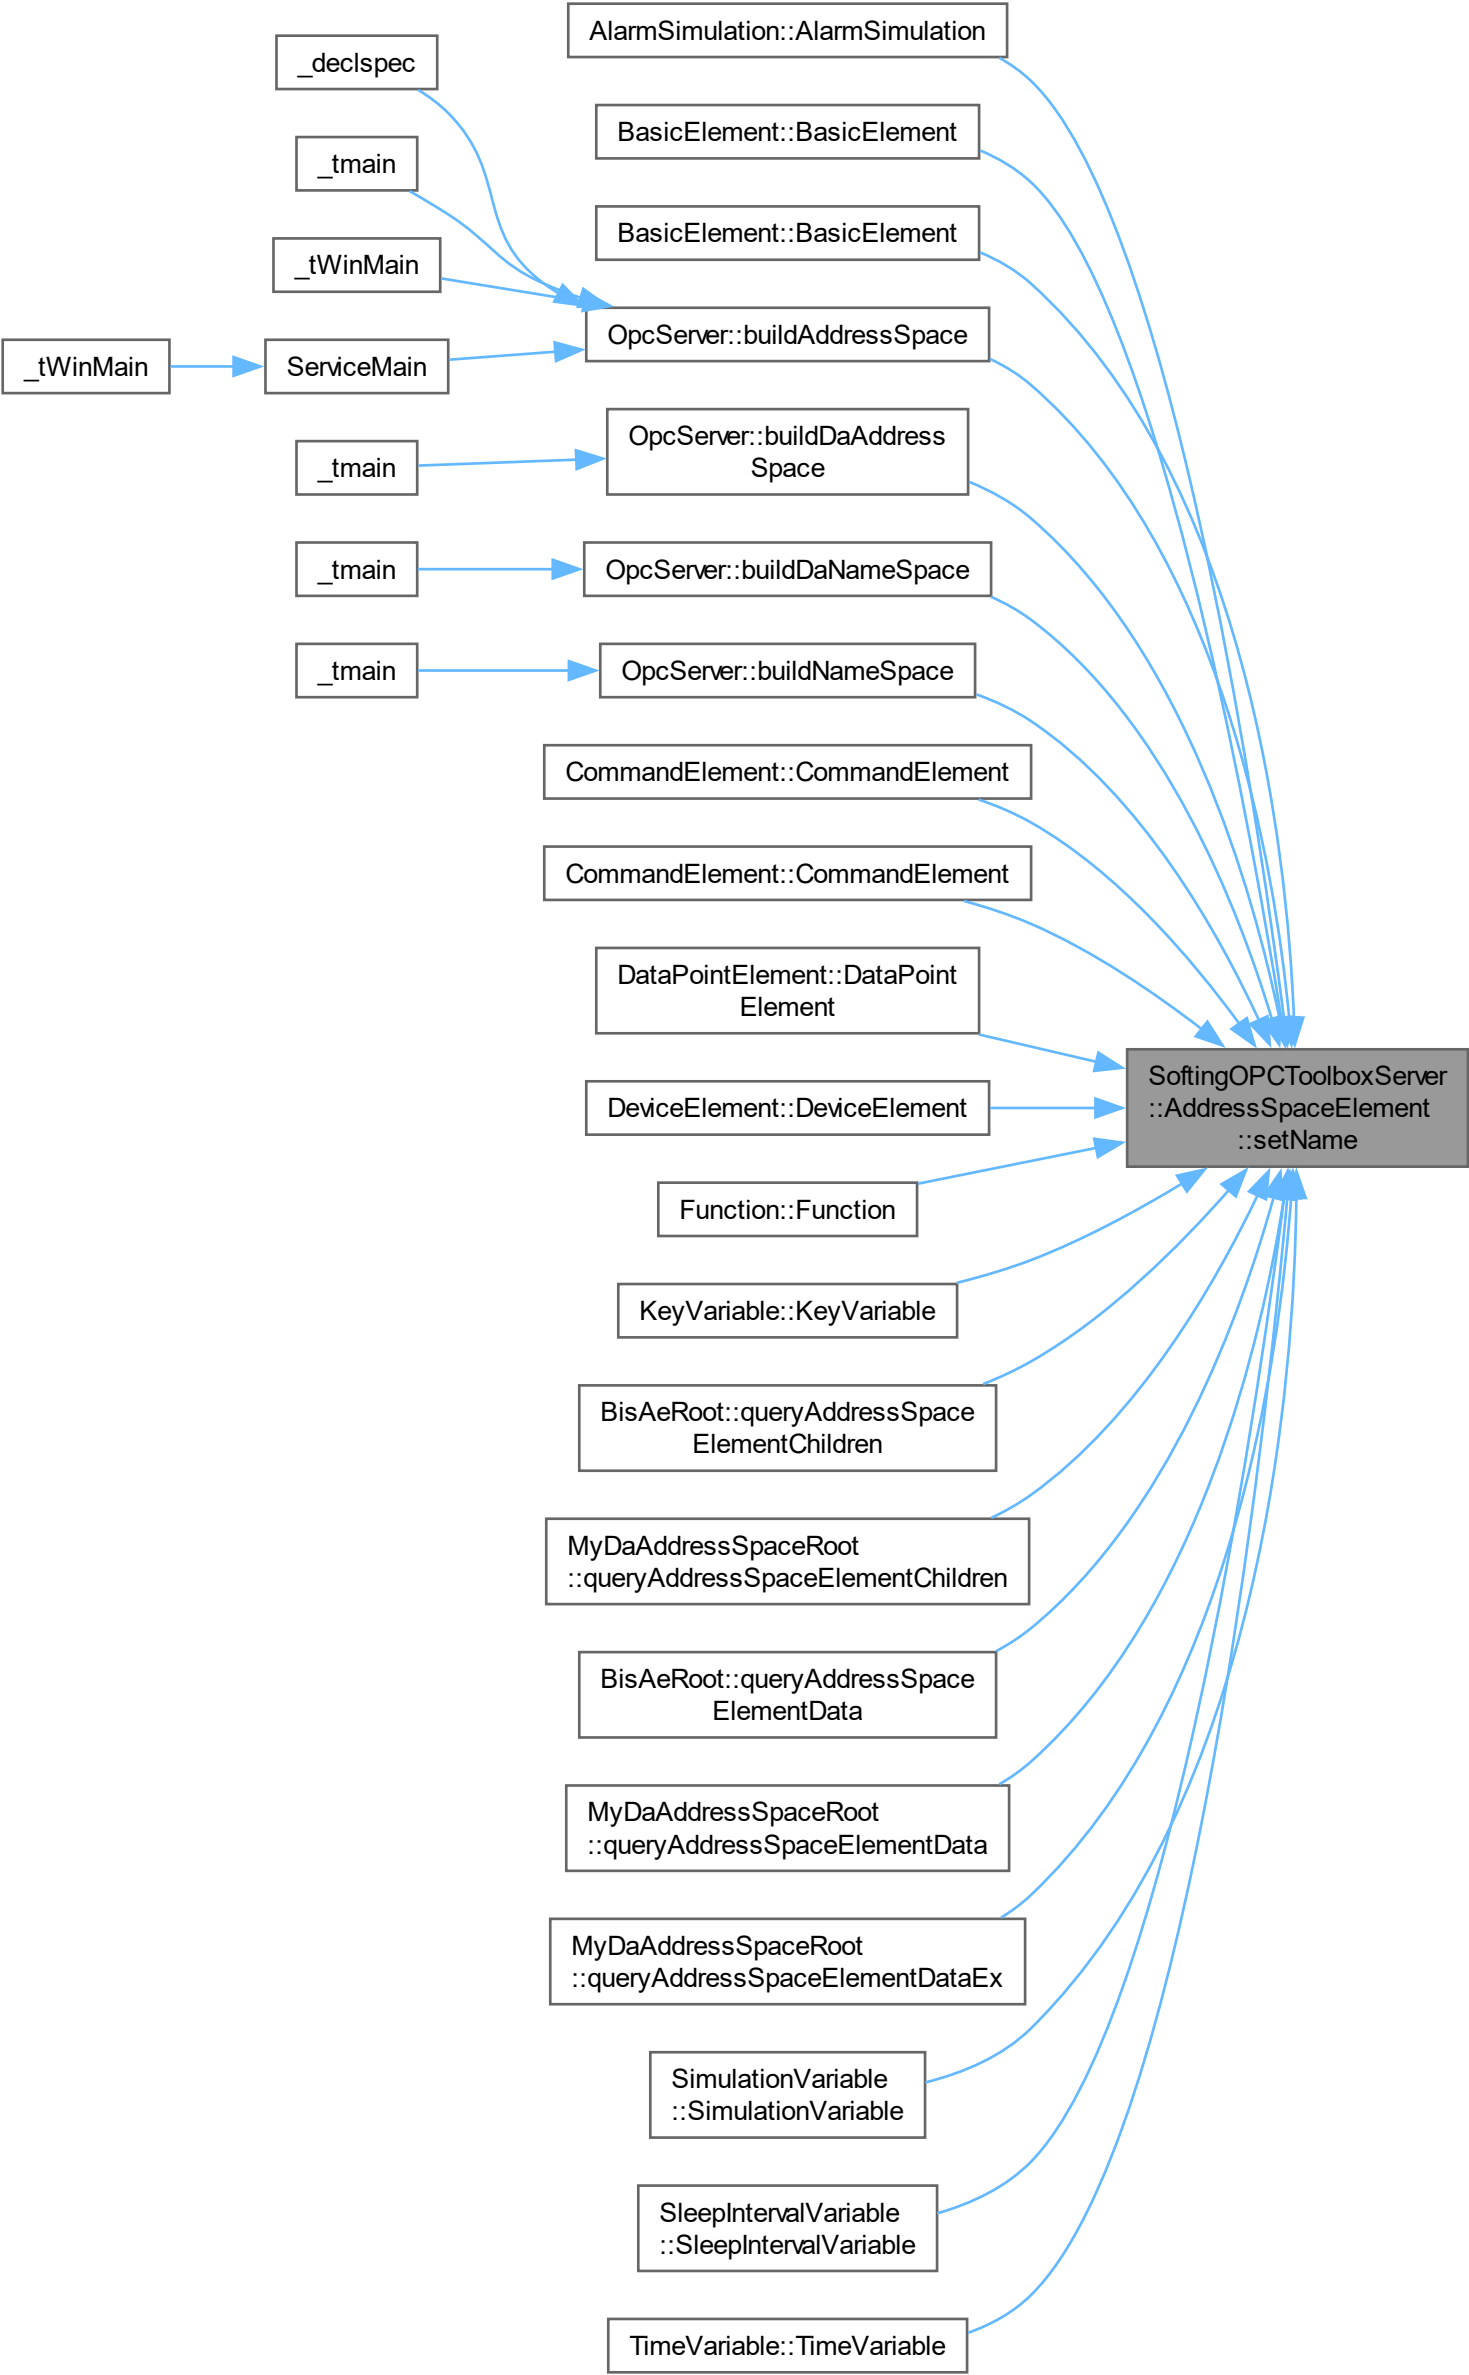 AlarmSimulation::AlarmSimulation
_declspec
BasicElement::BasicElement
_tmain
BasicElement::BasicElement
_tWinMain
OpcServer::buildAddressSpace
_tWinMain
ServiceMain
OpcServer::buildDaAddress
Space
_tmain
OpcServer::buildDaNameSpace
_tmain
OpcServer::buildNameSpace
_tmain
CommandElement::CommandElement
CommandElement::CommandElement
DataPointElement::DataPoint
Element
SoftingOPCToolboxServer
::AddressSpaceElement
::setName
DeviceElement::DeviceElement
Function::Function
KeyVariable::KeyVariable
BisAeRoot::queryAddressSpace
ElementChildren
MyDaAddressSpaceRoot
::queryAddressSpaceElementChildren
BisAeRoot::queryAddressSpace
ElementData
MyDaAddressSpaceRoot
::queryAddressSpaceElementData
MyDaAddressSpaceRoot
::queryAddressSpaceElementDataEx
SimulationVariable
::SimulationVariable
SleepIntervalVariable
::SleepIntervalVariable
TimeVariable::TimeVariable